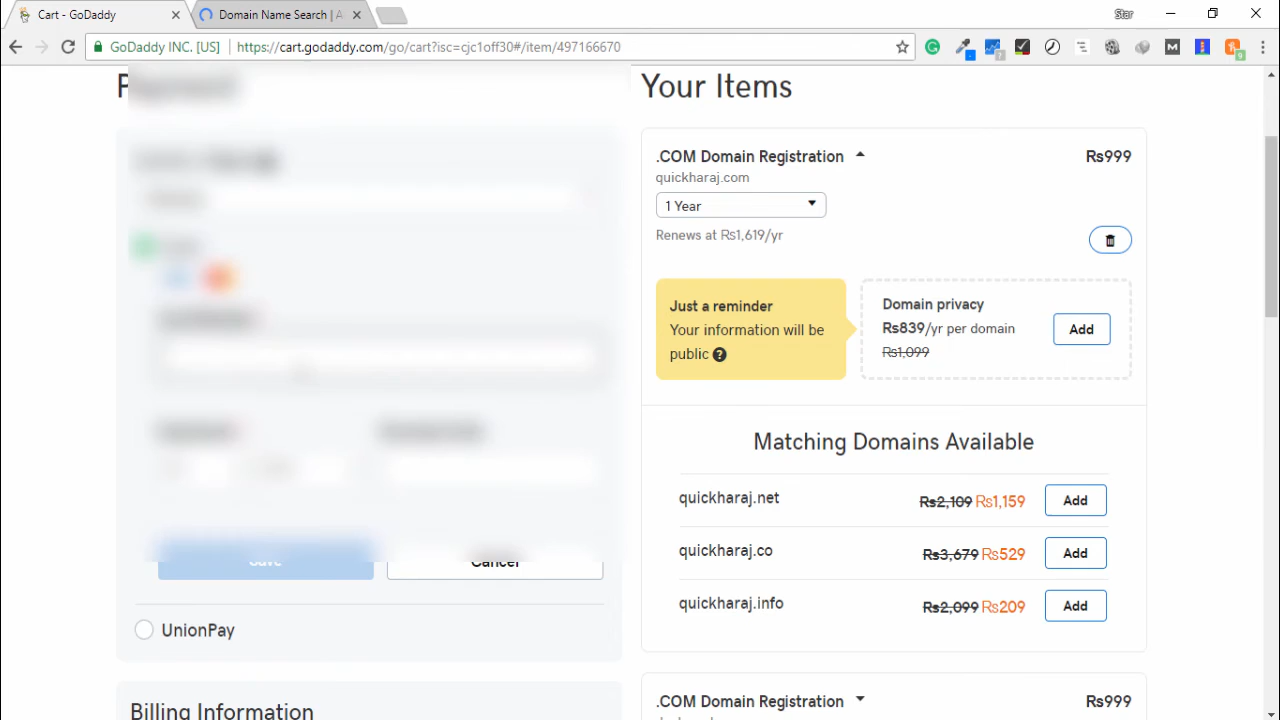 Cart - GoDaddy
Domain Name Search | A
Star
GoDaddy INC. [US]
https://cart.godaddy.com/go/cart?isc=cjc1off30#/item/497166670
Your Items
.COM Domain Registration
Rs999
quickharaj.com
1 Year
Renews at Rs1,619/yr
Just a reminder
Your information will be
public ?
Domain privacy
Rs839/yr per domain
Rs1,099
Add
Matching Domains Available
quickharaj.net
Rs2,109 Rs1,159
Add
quickharaj.co
Rs3,679 Rs529
Add
quickharaj.info
Rs2,099 Rs209
Add
Save
Cancel
UnionPay
Billing Information
.COM Domain Registration
Rs999